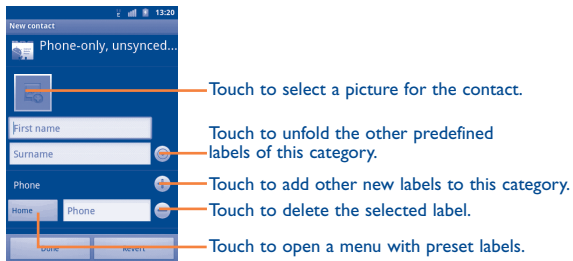 13:20
New contact
Phone-only, unsynced...
Touch to select a picture for the contact.
First name
Surname
Touch to unfold the other predefined
labels of this category.
Phone
Touch to add other new labels to this category.
Home
Phone
Touch to delete the selected label.
Done
Revert
Touch to open a menu with preset labels.